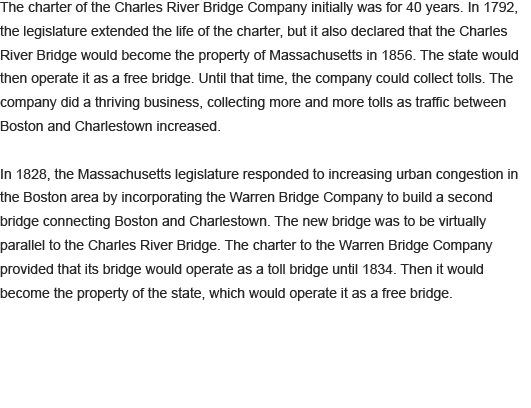 The charter of the Charles River Bridge Company initially was for 40 years. In 1792,
the legislature extended the life of the charter, but it also declared that the Charles
River Bridge would become the property of Massachusetts in 1856. The state would
then operate it as a free bridge. Until that time, the company could collect tolls. The
company did a thriving business, collecting more and more tolls as traffic between
Boston and Charlestown increased.
In 1828, the Massachusetts legislature responded to increasing urban congestion in
the Boston area by incorporating the Warren Bridge Company to build a second
bridge connecting Boston and Charlestown. The new bridge was to be virtually
parallel to the Charles River Bridge. The charter to the Warren Bridge Company
provided that its bridge would operate as a toll bridge until 1834. Then it would
become the property of the state, which would operate it as a free bridge.